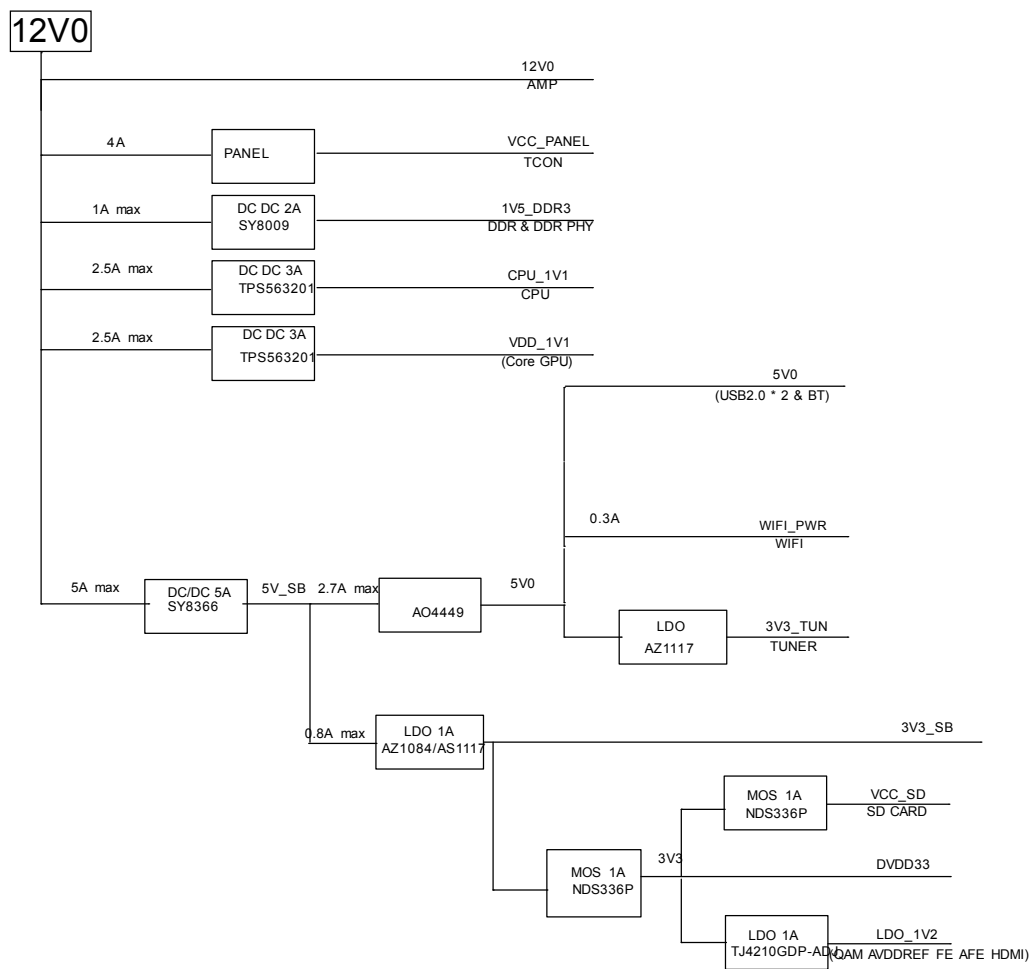 12V0
12V0
AMP
4A
PANEL
VCC_PANEL
TCON
1A max
DC DC 2A
SY8009
1V5_DDR3
DDR & DDR PHY
2.5A max
DC DC 3A
TPS563201
CPU_1V1
CPU
2.5A max
DC DC 3A
TPS563201
VDD_1V1
(Core GPU)
5V0
(USB2.0 * 2 & BT)
0.3A
WIFI_PWR
WIFI
5A max
DC/DC 5A
SY8366
5V_SB
2.7A max
AO4449
5V0
LDO
AZ1117
3V3_TUN
TUNER
0.8A max
LDO 1A
AZ1084/AS1117
3V3_SB
MOS 1A
NDS336P
VCC_SD
SD CARD
MOS 1A
NDS336P
3V3
DVDD33
LDO 1A
TJ4210GDP-ADJ
LDO_1V2
(QAM AVDDREF FE AFE HDMI)